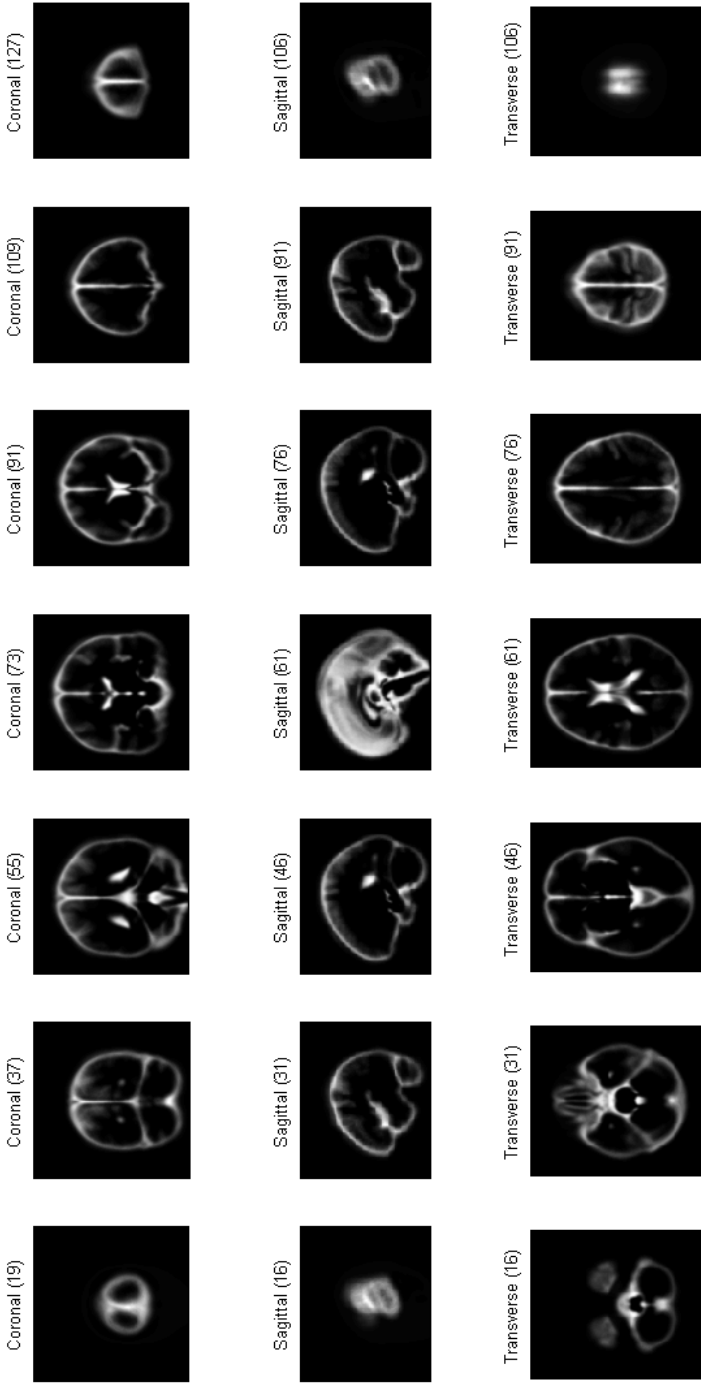 Coronal (19)
Coronal (37)
Coronal (55)
Coronal (73)
Coronal (91)
Coronal (109)
Coronal (127)
Sagittal (16)
Sagittal (31)
Sagittal (46)
Sagittal (61)
Sagittal (76)
Sagittal (91)
Sagittal (106)
Transverse (16)
Transverse (31)
Transverse (46)
Transverse (61)
Transverse (76)
Transverse (91)
Transverse (106)